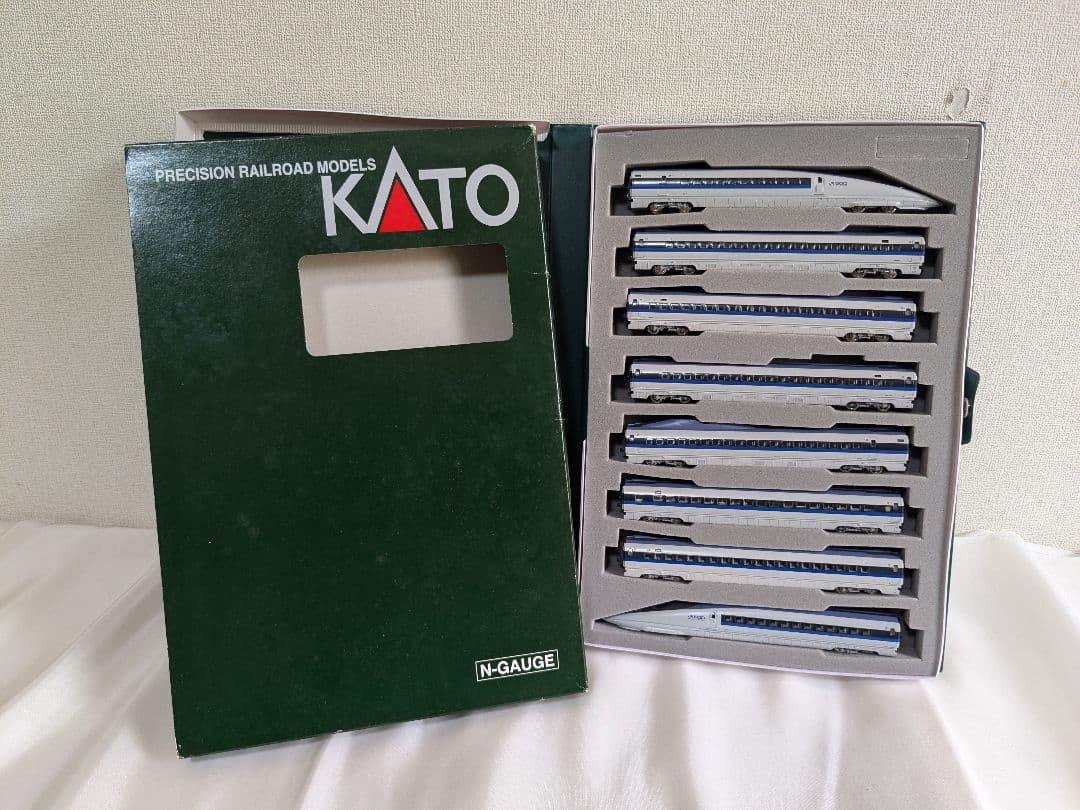 PRECISION RAILROAD MODELS
KATO
N-GAUGE